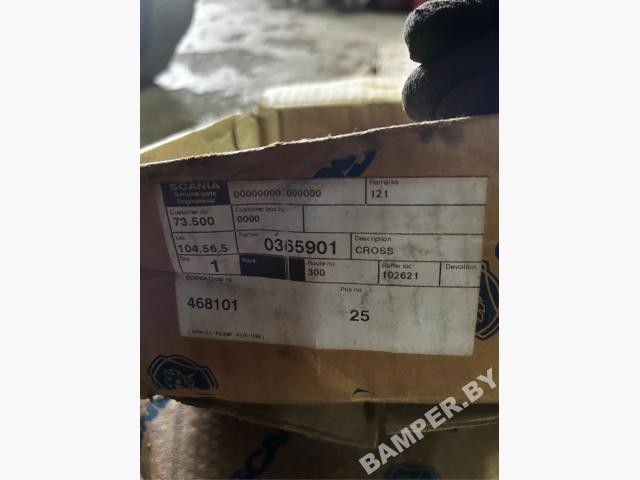 SCANIA
Genuine parts
Originaldelar
Remarks
121
Customer no
73.500
Customer pos no
0000
Loc
104.56.5
Part no
0365901
Description
CROSS
Qty
1
Pack
Route no
300
Buffer loc
102621
Deviation
SCANIA Order no
468101
Pos no
25
SCANIA
BAMPER.BY